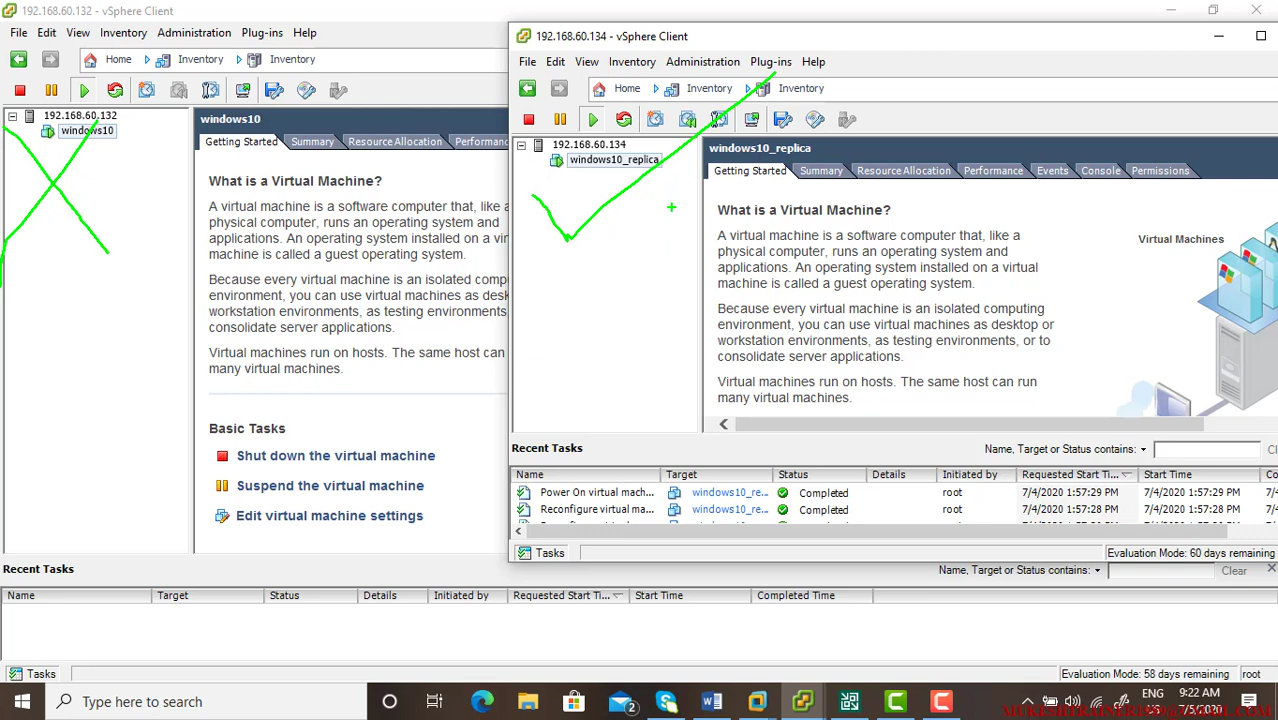 192.168.60.132 - vSphere Client
File Edit View Inventory Administration Plug-ins Help
Home Inventory Inventory
192.168.60.132
windows10
windows10
Getting Started Summary Resource Allocation Performanc
What is a Virtual Machine?
A virtual machine is a software computer that, like a
physical computer, runs an operating system and
applications. An operating system installed on a virtu
machine is called a guest operating system.
Because every virtual machine is an isolated comp
environment, you can use virtual machines as desk
workstation environments, as testing environments,
consolidate server applications.
Virtual machines run on hosts. The same host can
many virtual machines.
Basic Tasks
Shut down the virtual machine
Suspend the virtual machine
Edit virtual machine settings
192.168.60.134 - vSphere Client
File Edit View Inventory Administration Plug-ins Help
Home Inventory Inventory
192.168.60.134
windows10_replica
windows10_replica
Getting Started Summary Resource Allocation Performance Events Console Permissions
What is a Virtual Machine?
A virtual machine is a software computer that, like a
physical computer, runs an operating system and
applications. An operating system installed on a virtual
machine is called a guest operating system.
Because every virtual machine is an isolated computing
environment, you can use virtual machines as desktop or
workstation environments, as testing environments, or to
consolidate server applications.
Virtual machines run on hosts. The same host can run
many virtual machines.
Virtual Machines
Recent Tasks Name, Target or Status contains: Cl
Name Target Status Details Initiated by Requested Start Ti... Start Time Co
Power On virtual mach... windows10_re... Completed root 7/4/2020 1:57:29 PM 7/4/2020 1:57:29 PM 7/4
Reconfigure virtual ma... windows10_re... Completed root 7/4/2020 1:57:28 PM 7/4/2020 1:57:28 PM 7/4
Tasks Evaluation Mode: 60 days remaining
Recent Tasks Name, Target or Status contains: Clear
Name Target Status Details Initiated by Requested Start Ti... Start Time Completed Time
Tasks Evaluation Mode: 58 days remaining root
Type here to search 2 ENG 9:22 AM
7/5/2020